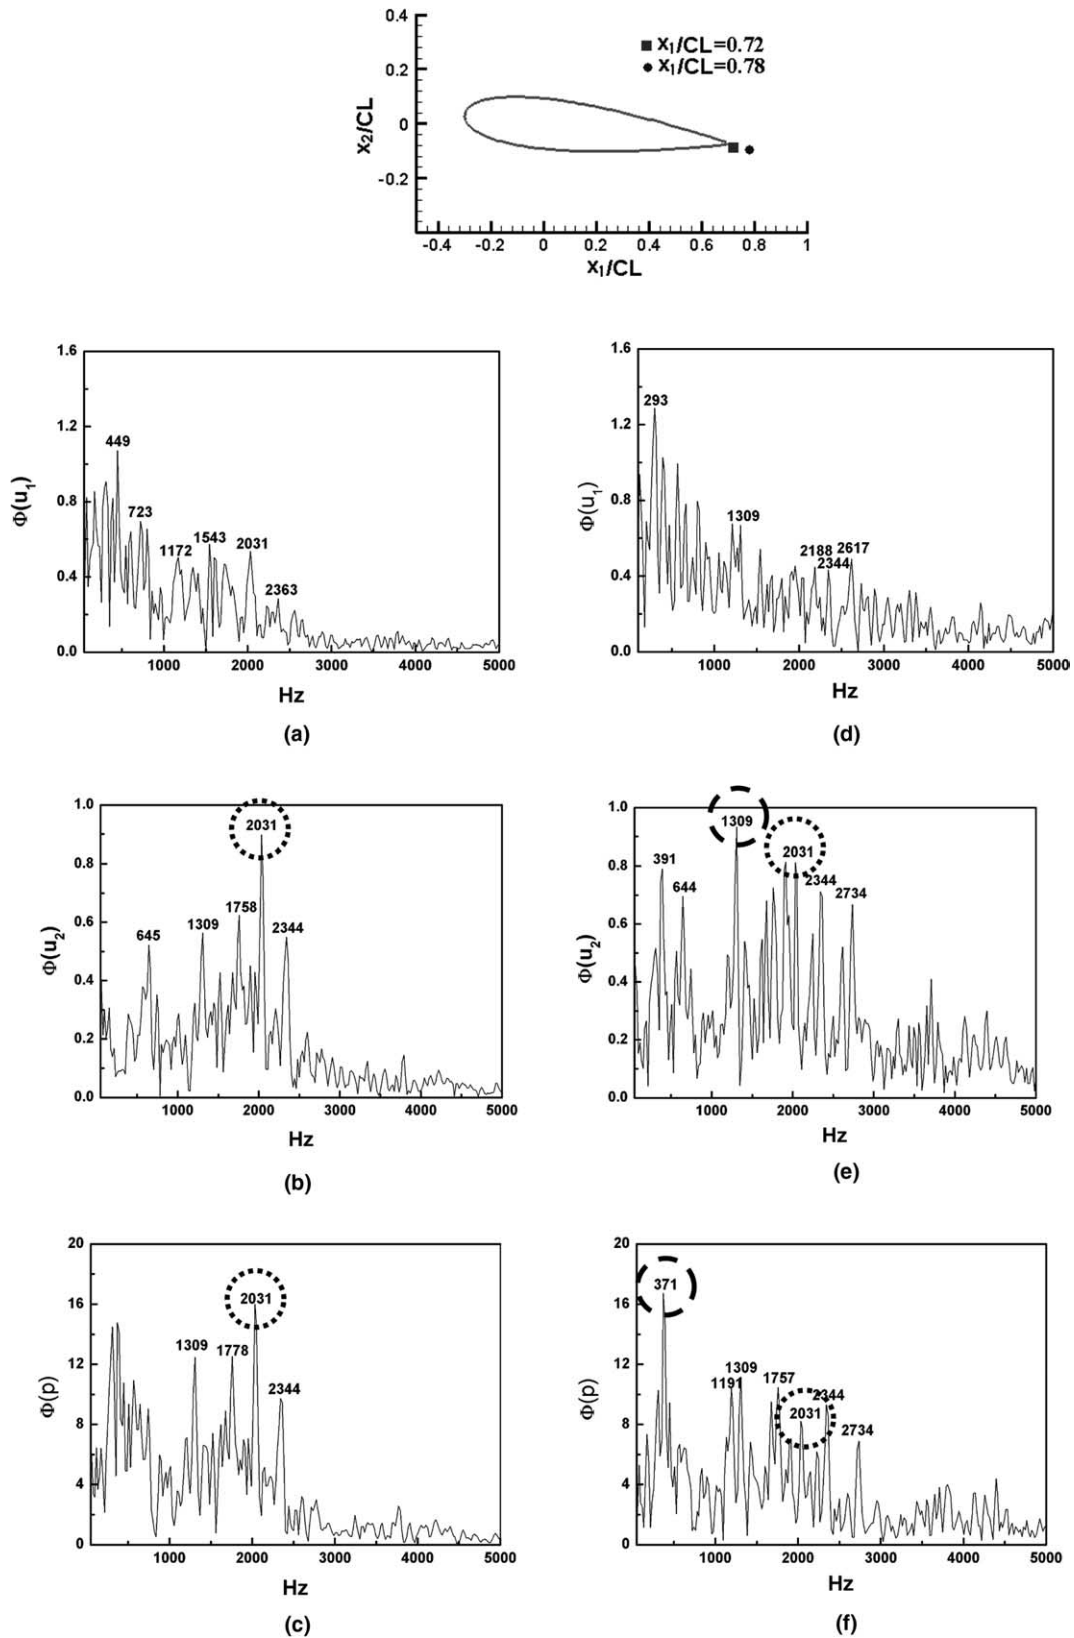 0.4
0.2
0
-0.2
x₂/CL
■ x₁/CL=0.72
● x₁/CL=0.78
-0.4 -0.2 0 0.2 0.4 0.6 0.8 1
x₁/CL
1.6
1.2
0.8
0.4
0.0
Φ(u₁)
449
723
1172
1543
2031
2363
1000 2000 3000 4000 5000
Hz
(a)
1.6
1.2
0.8
0.4
0.0
Φ(u₁)
293
1309
2188
2344
2617
1000 2000 3000 4000 5000
Hz
(d)
1.0
0.8
0.6
0.4
0.2
0.0
Φ(u₂)
645
1309
1758
2031
2344
1000 2000 3000 4000 5000
Hz
(b)
1.0
0.8
0.6
0.4
0.2
0.0
Φ(u₂)
391
644
1309
2031
2344
2734
1000 2000 3000 4000 5000
Hz
(e)
20
16
12
8
4
0
Φ(p)
1309
1778
2031
2344
1000 2000 3000 4000 5000
Hz
(c)
20
16
12
8
4
0
Φ(p)
371
1191
1309
1757
2031
2344
2734
1000 2000 3000 4000 5000
Hz
(f)